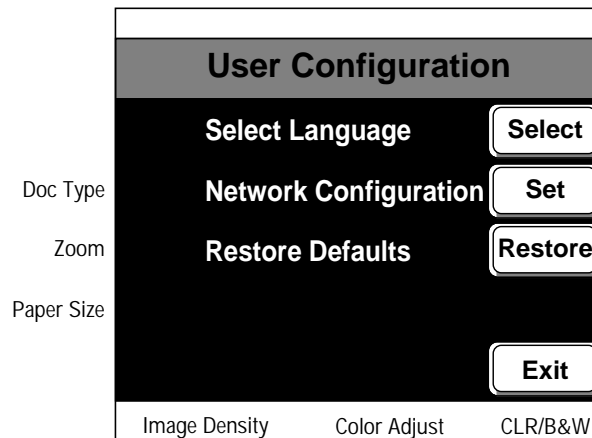 User Configuration
Select Language Select
Doc Type Network Configuration Set
Zoom Restore Defaults Restore
Paper Size
Exit
Image Density Color Adjust CLR/B&W